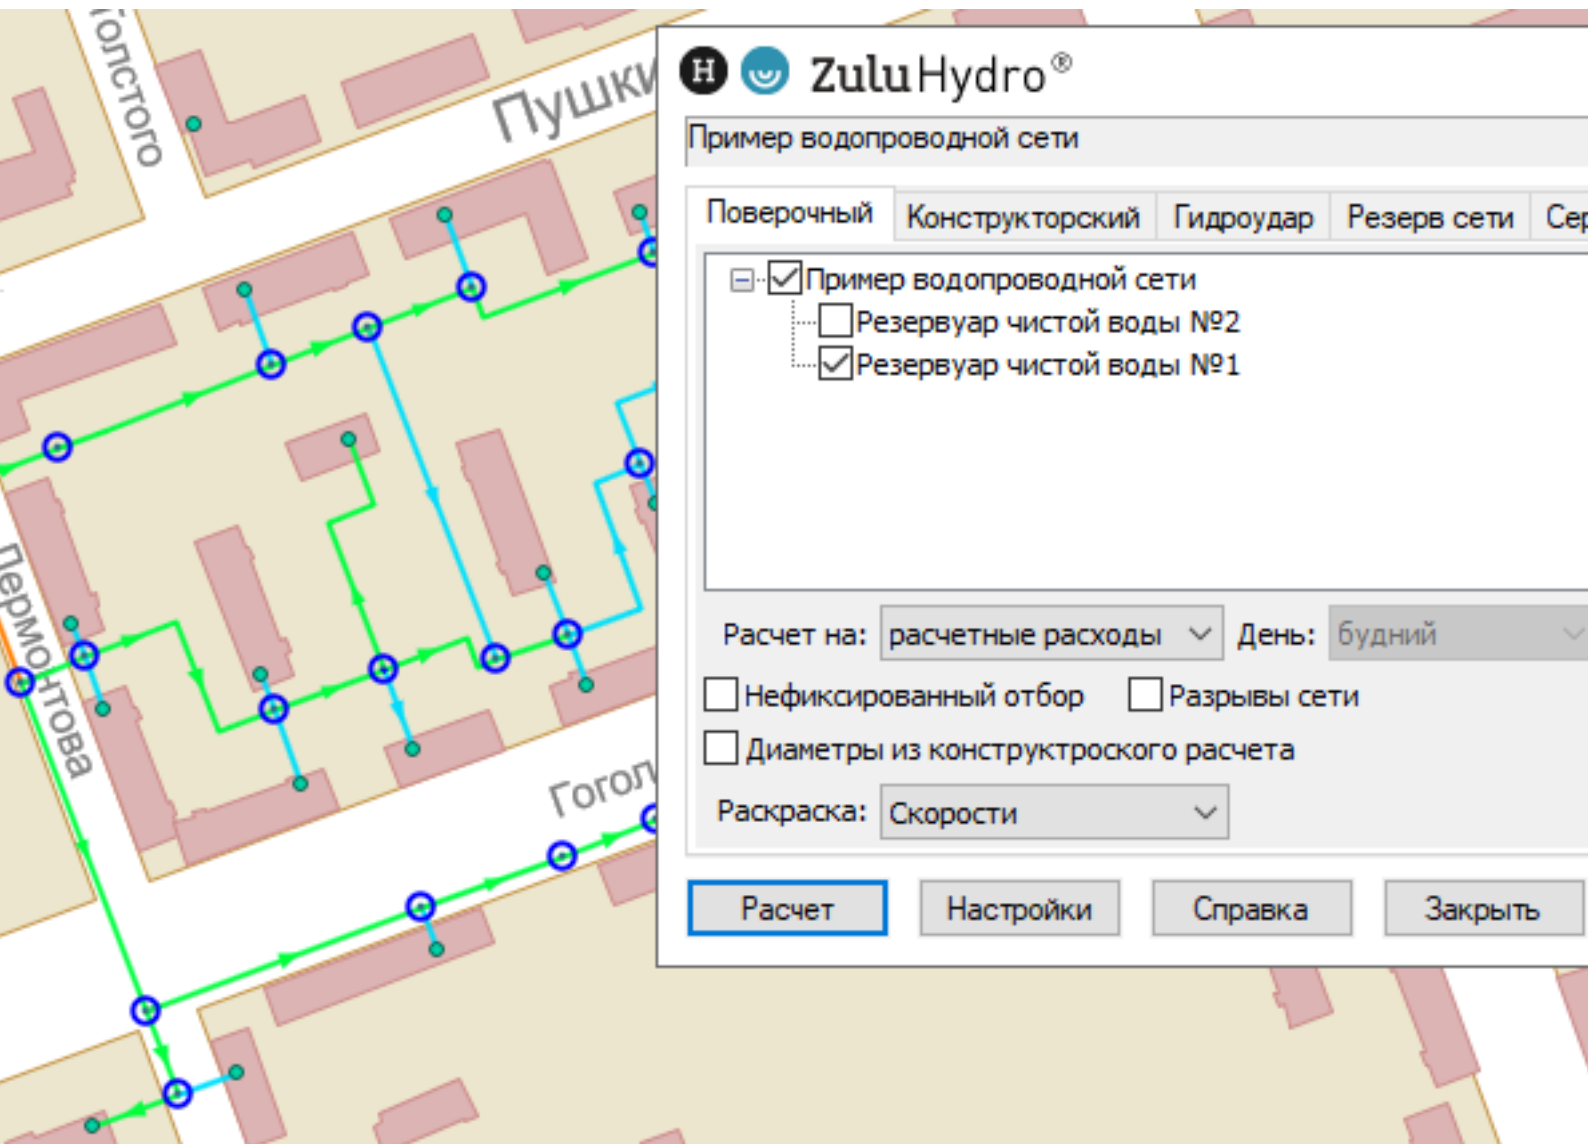 Толстого
Пушки
ZuluHydro®
Пример водопроводной сети
Поверочный
Конструкторский
Гидроудар
Резерв сети
Сер
Пример водопроводной сети
Резервуар чистой воды №2
Резервуар чистой воды №1
Расчет на: расчетные расходы
День: будний
Нефиксированный отбор
Разрывы сети
Диаметры из конструктроского расчета
Раскраска: Скорости
Расчет
Настройки
Справка
Закрыть
Лермонтова
Гогол